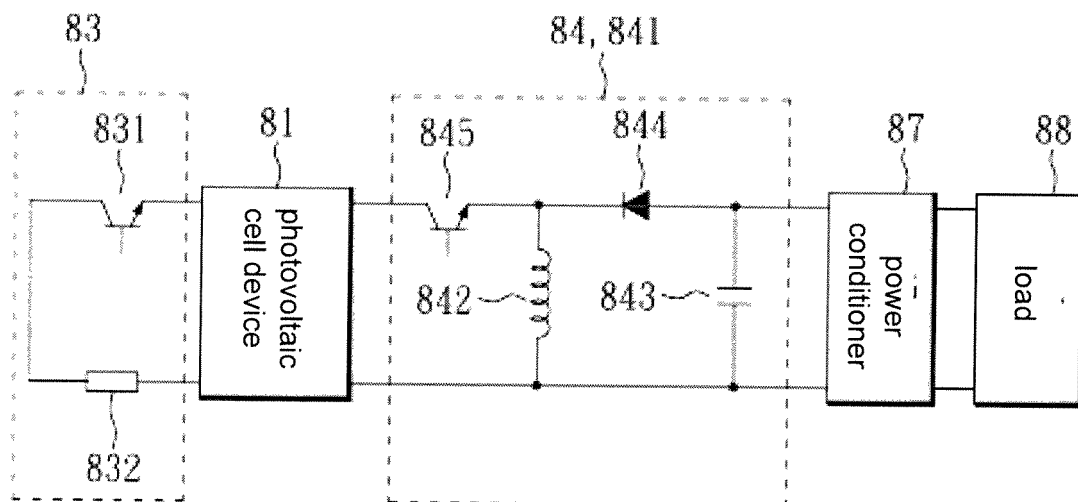 83
84, 841
831
81
845
844
87
88
photovoltaic
cell device
power
conditioner
load
842
843
832